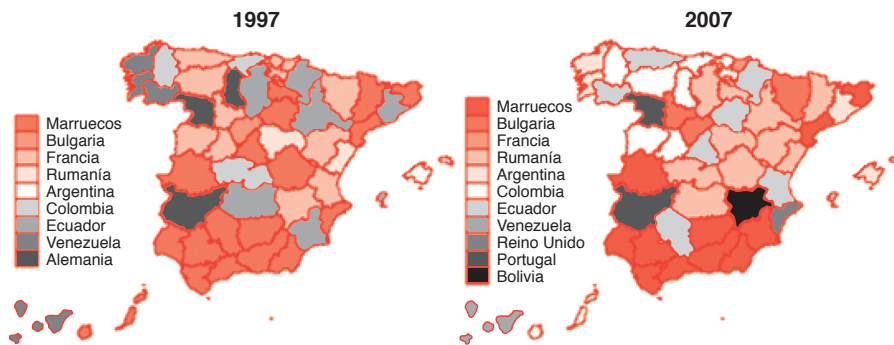 1997
Marruecos
Bulgaria
Francia
Rumanía
Argentina
Colombia
Ecuador
Venezuela
Alemania
2007
Marruecos
Bulgaria
Francia
Rumanía
Argentina
Colombia
Ecuador
Venezuela
Reino Unido
Portugal
Bolivia